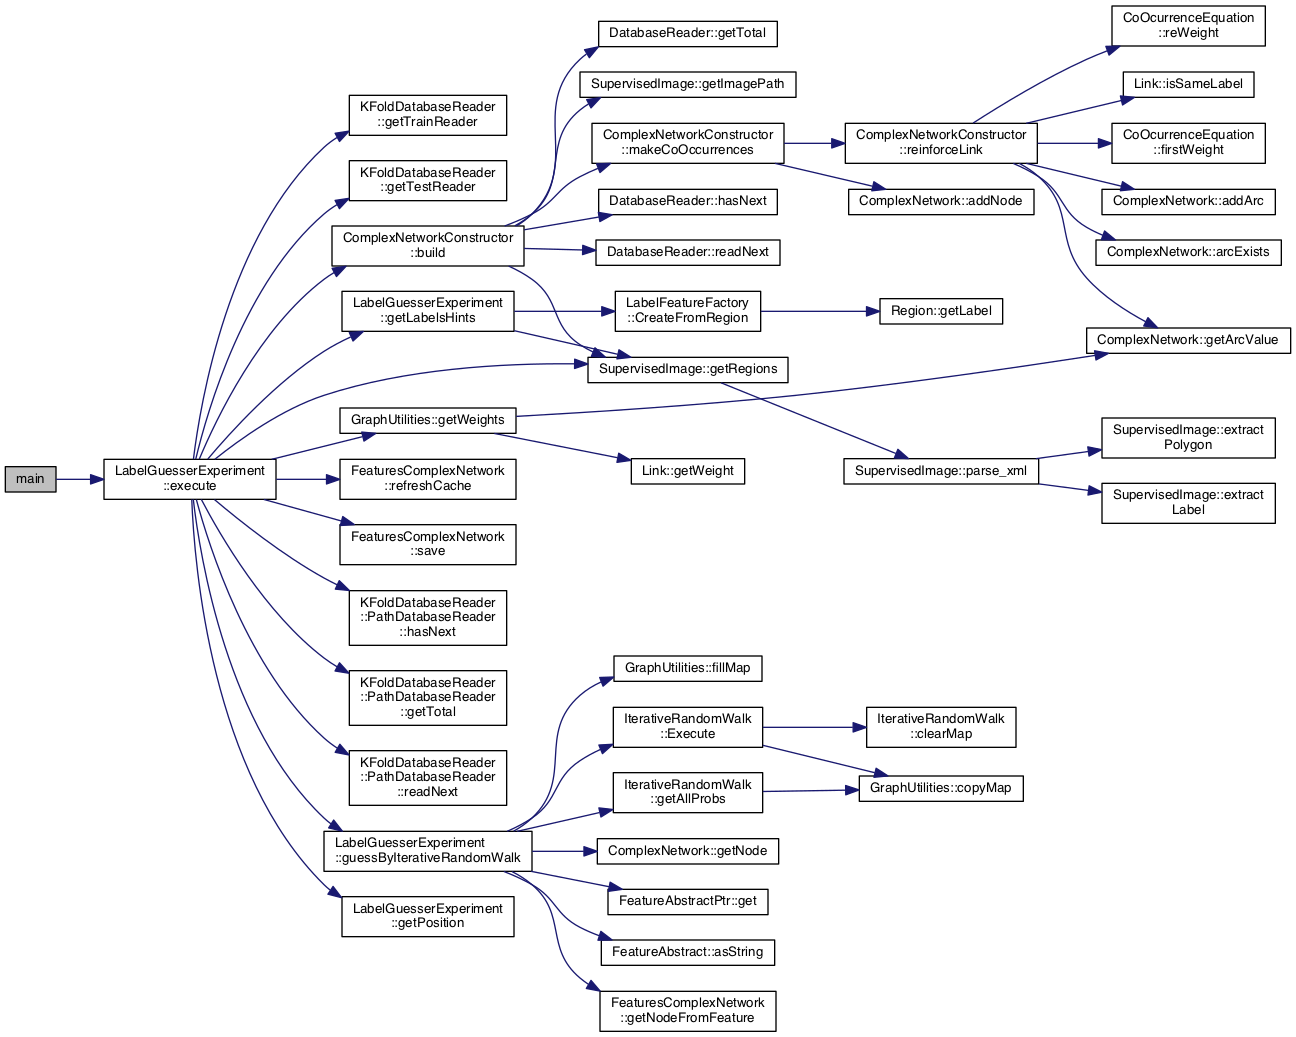 main
LabelGuesserExperiment
::execute
KFoldDatabaseReader
::getTrainReader
KFoldDatabaseReader
::getTestReader
ComplexNetworkConstructor
::build
LabelGuesserExperiment
::getLabelsHints
GraphUtilities::getWeights
FeaturesComplexNetwork
::refreshCache
FeaturesComplexNetwork
::save
KFoldDatabaseReader
::PathDatabaseReader
::hasNext
KFoldDatabaseReader
::PathDatabaseReader
::getTotal
KFoldDatabaseReader
::PathDatabaseReader
::readNext
LabelGuesserExperiment
::guessByIterativeRandomWalk
LabelGuesserExperiment
::getPosition
DatabaseReader::getTotal
SupervisedImage::getImagePath
ComplexNetworkConstructor
::makeCoOccurrences
DatabaseReader::hasNext
DatabaseReader::readNext
LabelFeatureFactory
::CreateFromRegion
SupervisedImage::getRegions
Link::getWeight
GraphUtilities::fillMap
IterativeRandomWalk
::Execute
IterativeRandomWalk
::getAllProbs
ComplexNetwork::getNode
FeatureAbstractPtr::get
FeatureAbstract::asString
FeaturesComplexNetwork
::getNodeFromFeature
ComplexNetworkConstructor
::reinforceLink
ComplexNetwork::addNode
Region::getLabel
SupervisedImage::parse_xml
IterativeRandomWalk
::clearMap
GraphUtilities::copyMap
CoOcurrenceEquation
::reWeight
Link::isSameLabel
CoOcurrenceEquation
::firstWeight
ComplexNetwork::addArc
ComplexNetwork::arcExists
ComplexNetwork::getArcValue
SupervisedImage::extract
Polygon
SupervisedImage::extract
Label